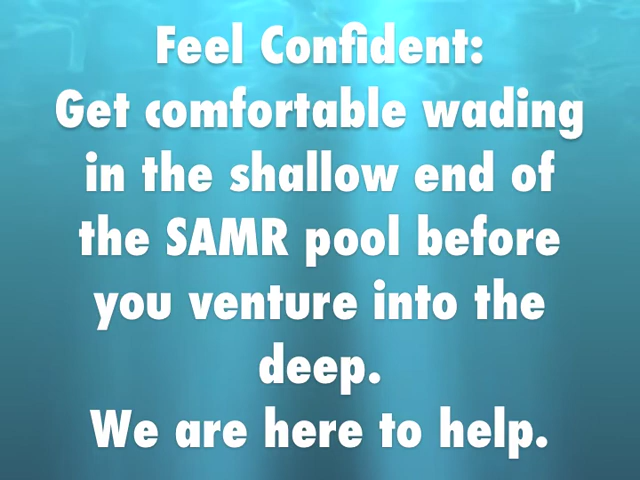 Feel Confident:
Get comfortable wading
in the shallow end of
the SAMR pool before
you venture into the
deep.
We are here to help.